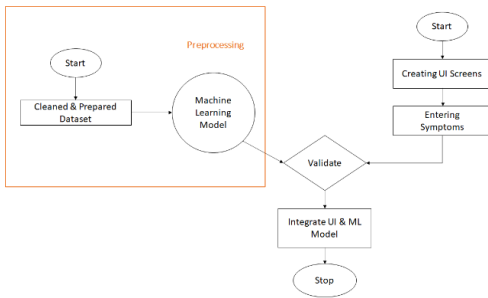 Preprocessing
Start
Cleaned & Prepared
Dataset
Machine
Learning
Model
Start
Creating UI Screens
Entering
Symptoms
Validate
Integrate UI & ML
Model
Stop